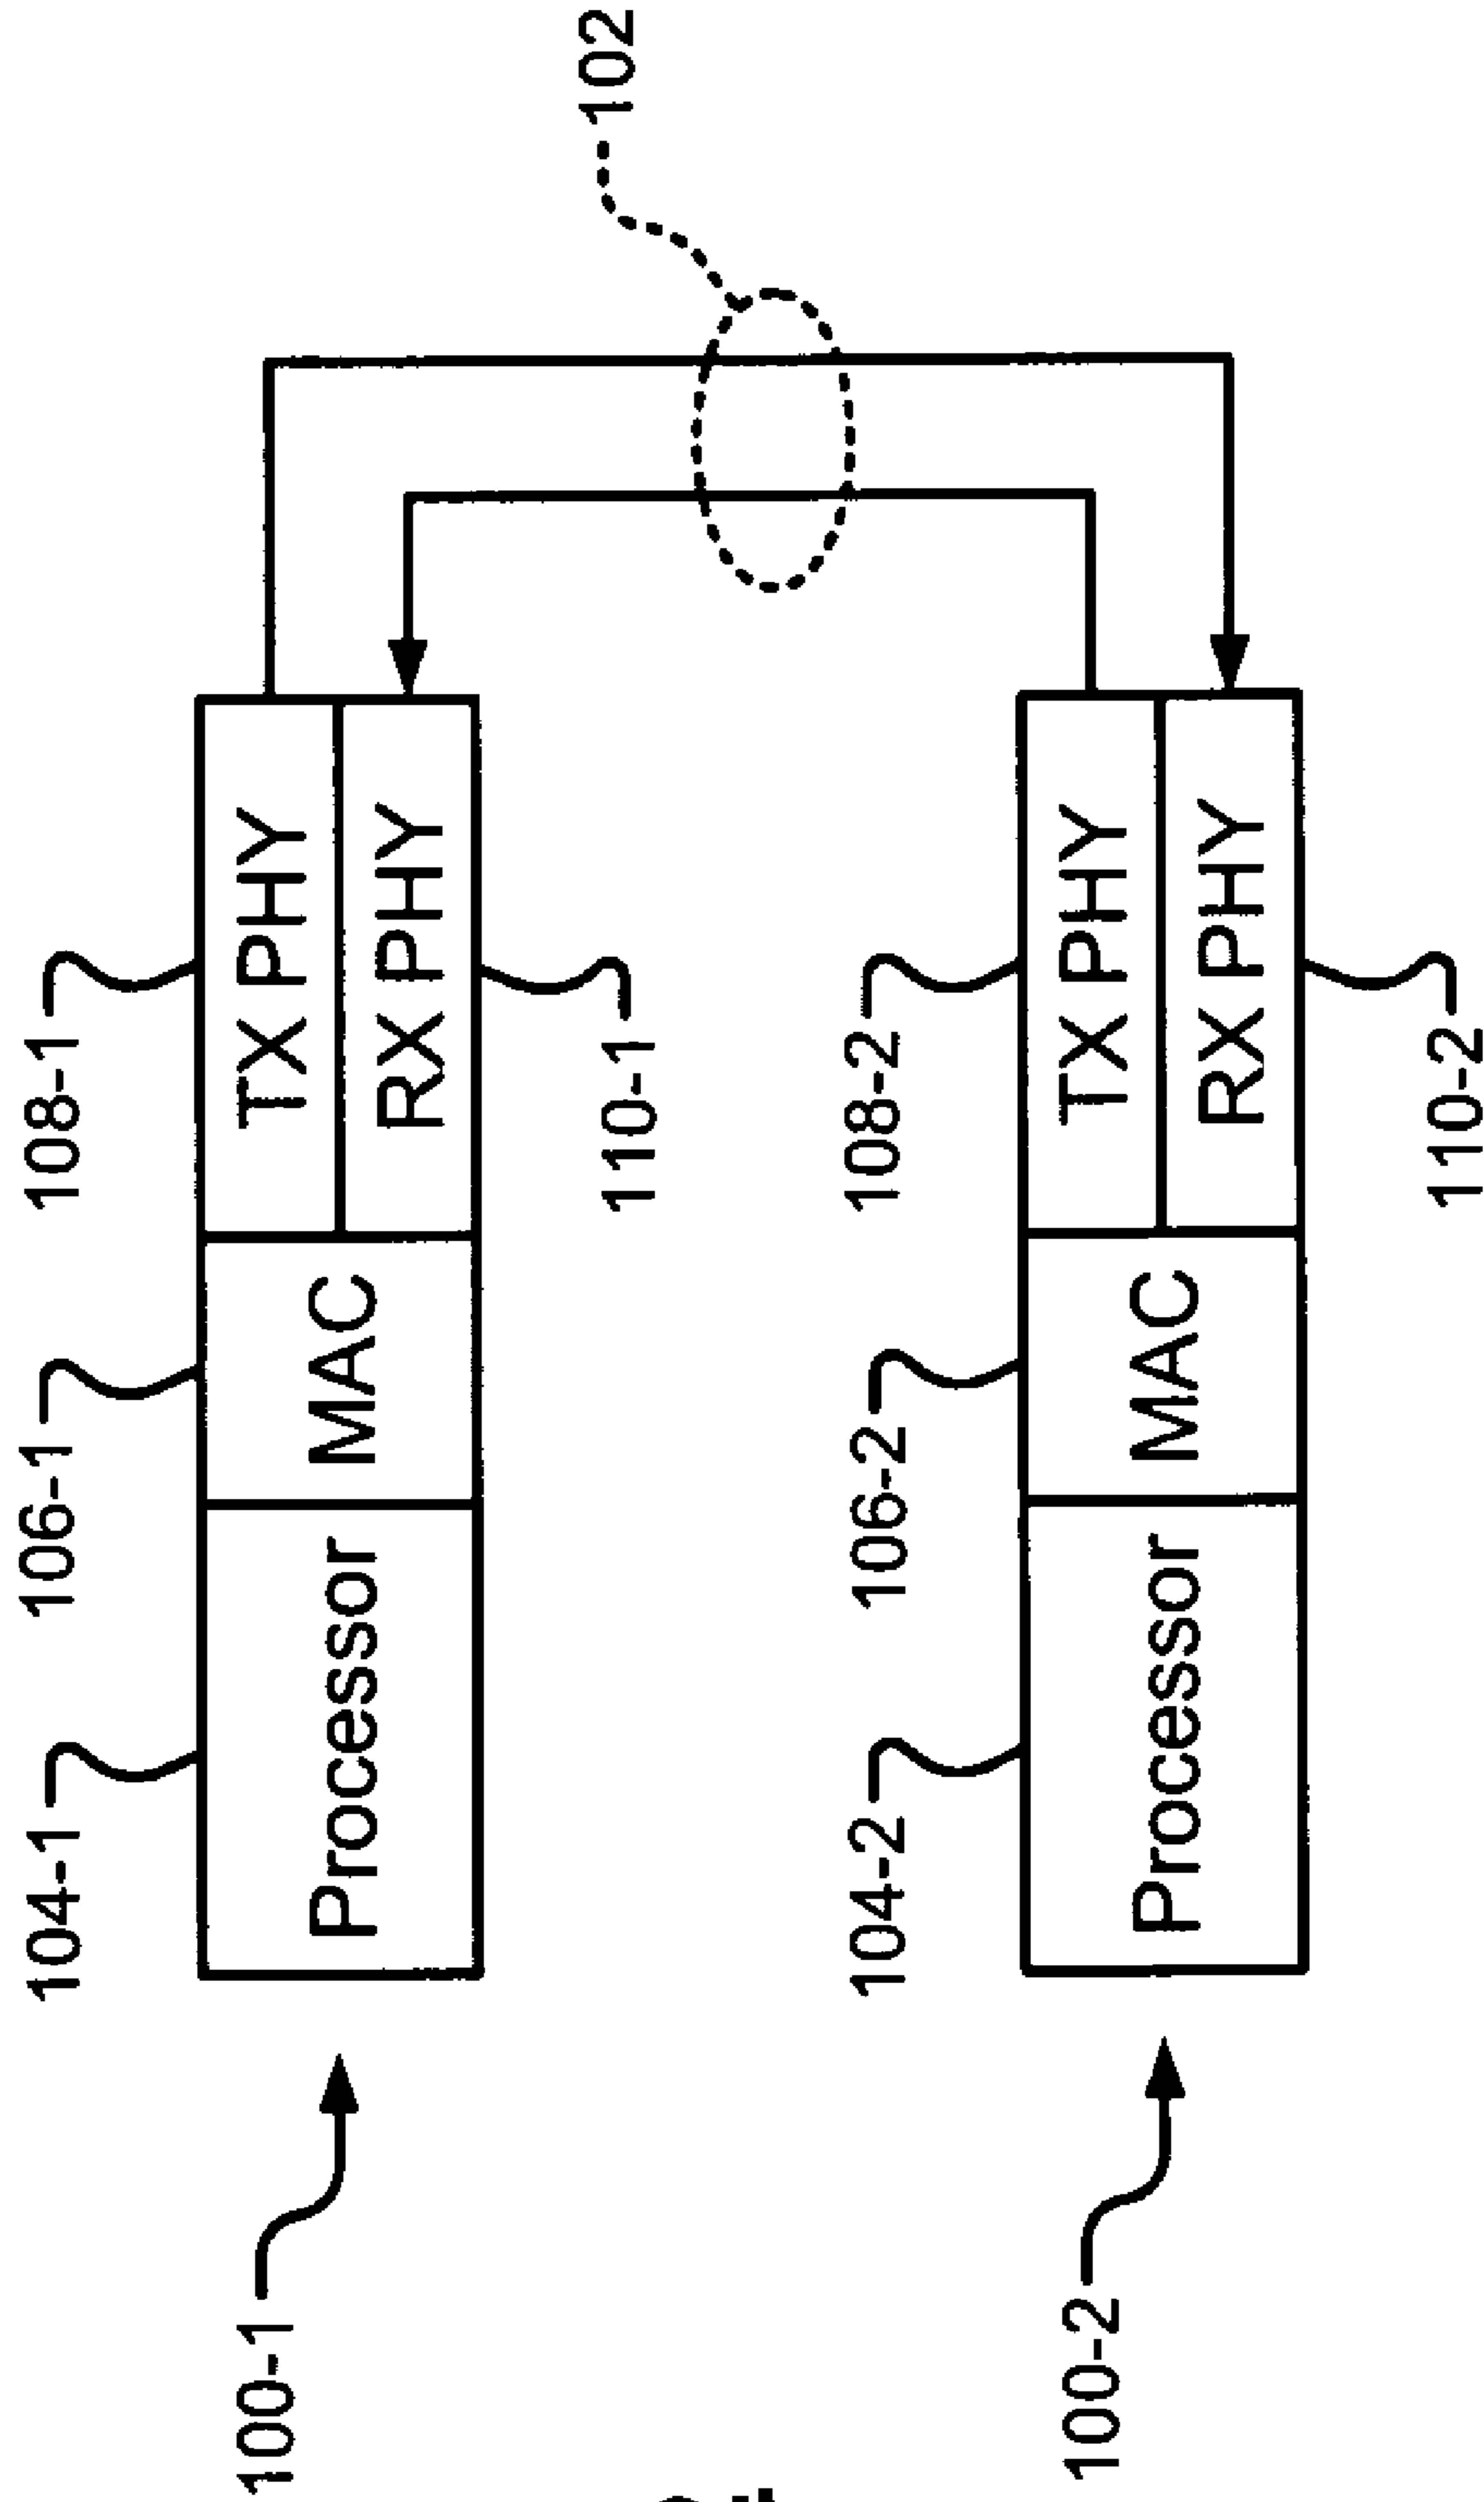 100-1
104-1
106-1
108-1
Processor
MAC
TX PHY
RX PHY
110-1
102
100-2
104-2
106-2
108-2
Processor
MAC
TX PHY
RX PHY
110-2